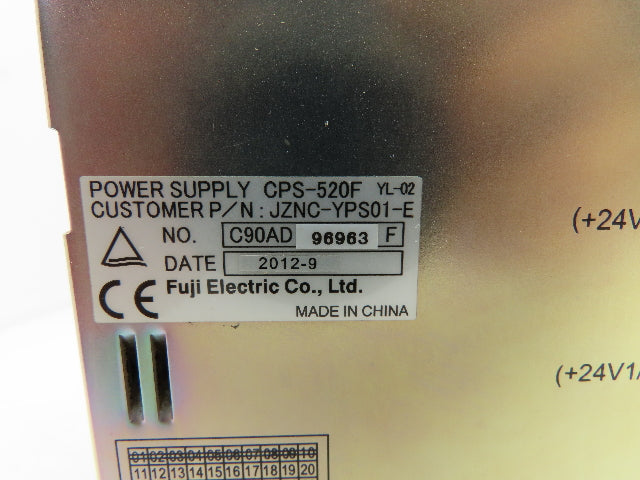 POWER SUPPLY CPS-520F YL-02
CUSTOMER P/N : JZNC-YPS01-E
NO. C90AD 96963 F
DATE 2012-9
CE Fuji Electric Co., Ltd.
MADE IN CHINA
(+24V
(+24V1/
01 02 03 04 05 06 07 08 09 10
11 12 13 14 15 16 17 18 19 20